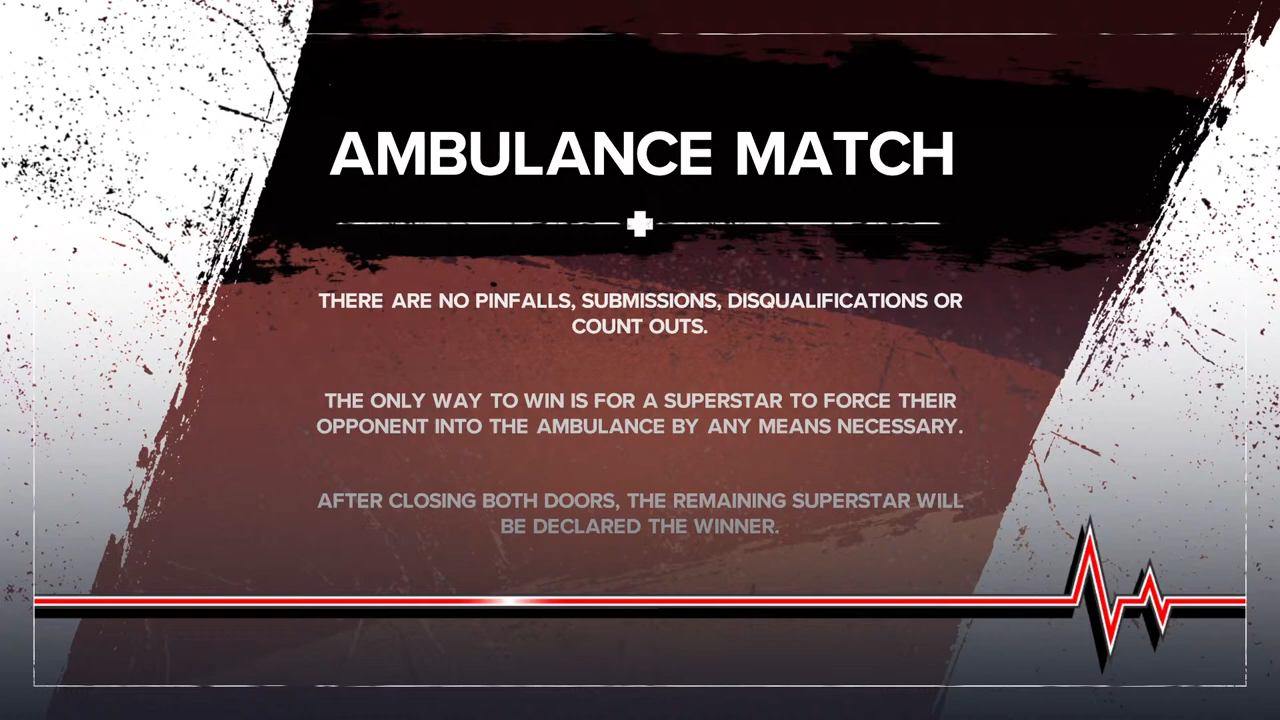 AMBULANCE MATCH
THERE ARE NO PINFALLS, SUBMISSIONS, DISQUALIFICATIONS OR
COUNT OUTS.
THE ONLY WAY TO WIN IS FOR A SUPERSTAR TO FORCE THEIR
OPPONENT INTO THE AMBULANCE BY ANY MEANS NECESSARY.
AFTER CLOSING BOTH DOORS, THE REMAINING SUPERSTAR WILL
BE DECLARED THE WINNER.